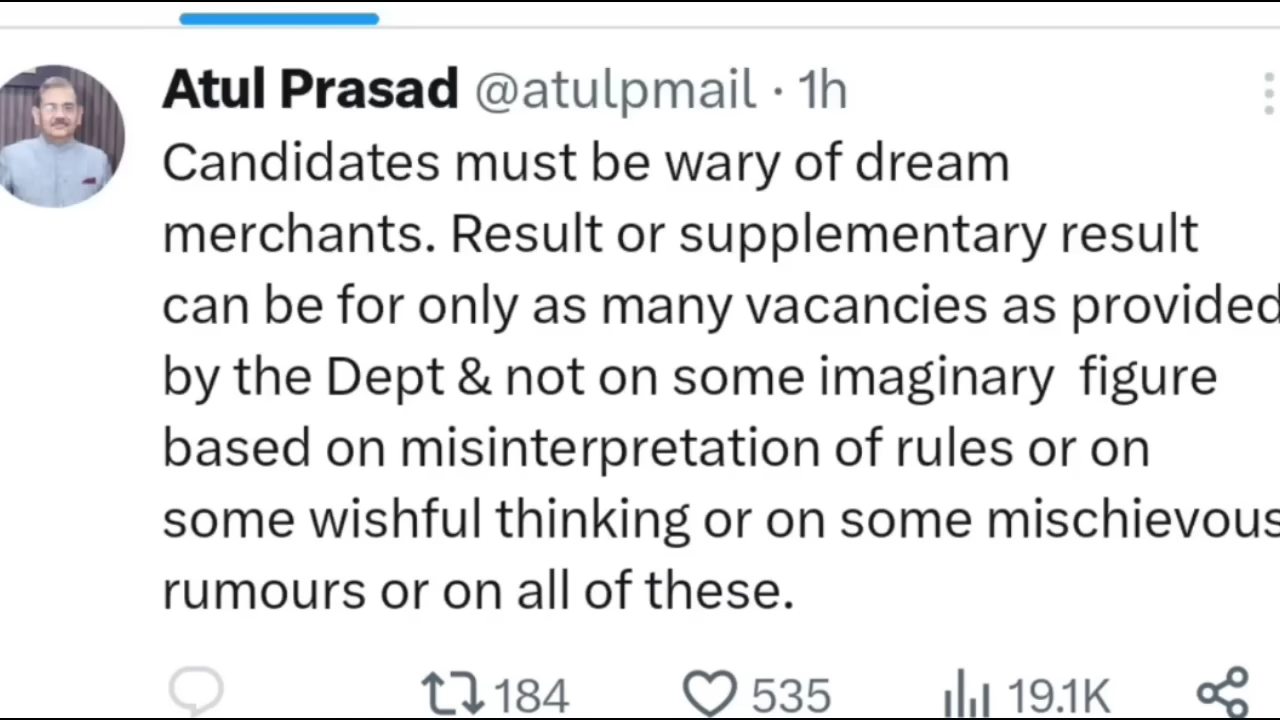 Atul Prasad @atulpmail · 1h
Candidates must be wary of dream
merchants. Result or supplementary result
can be for only as many vacancies as provided
by the Dept & not on some imaginary  figure
based on misinterpretation of rules or on
some wishful thinking or on some mischievous
rumours or on all of these.
184 535 19.1K